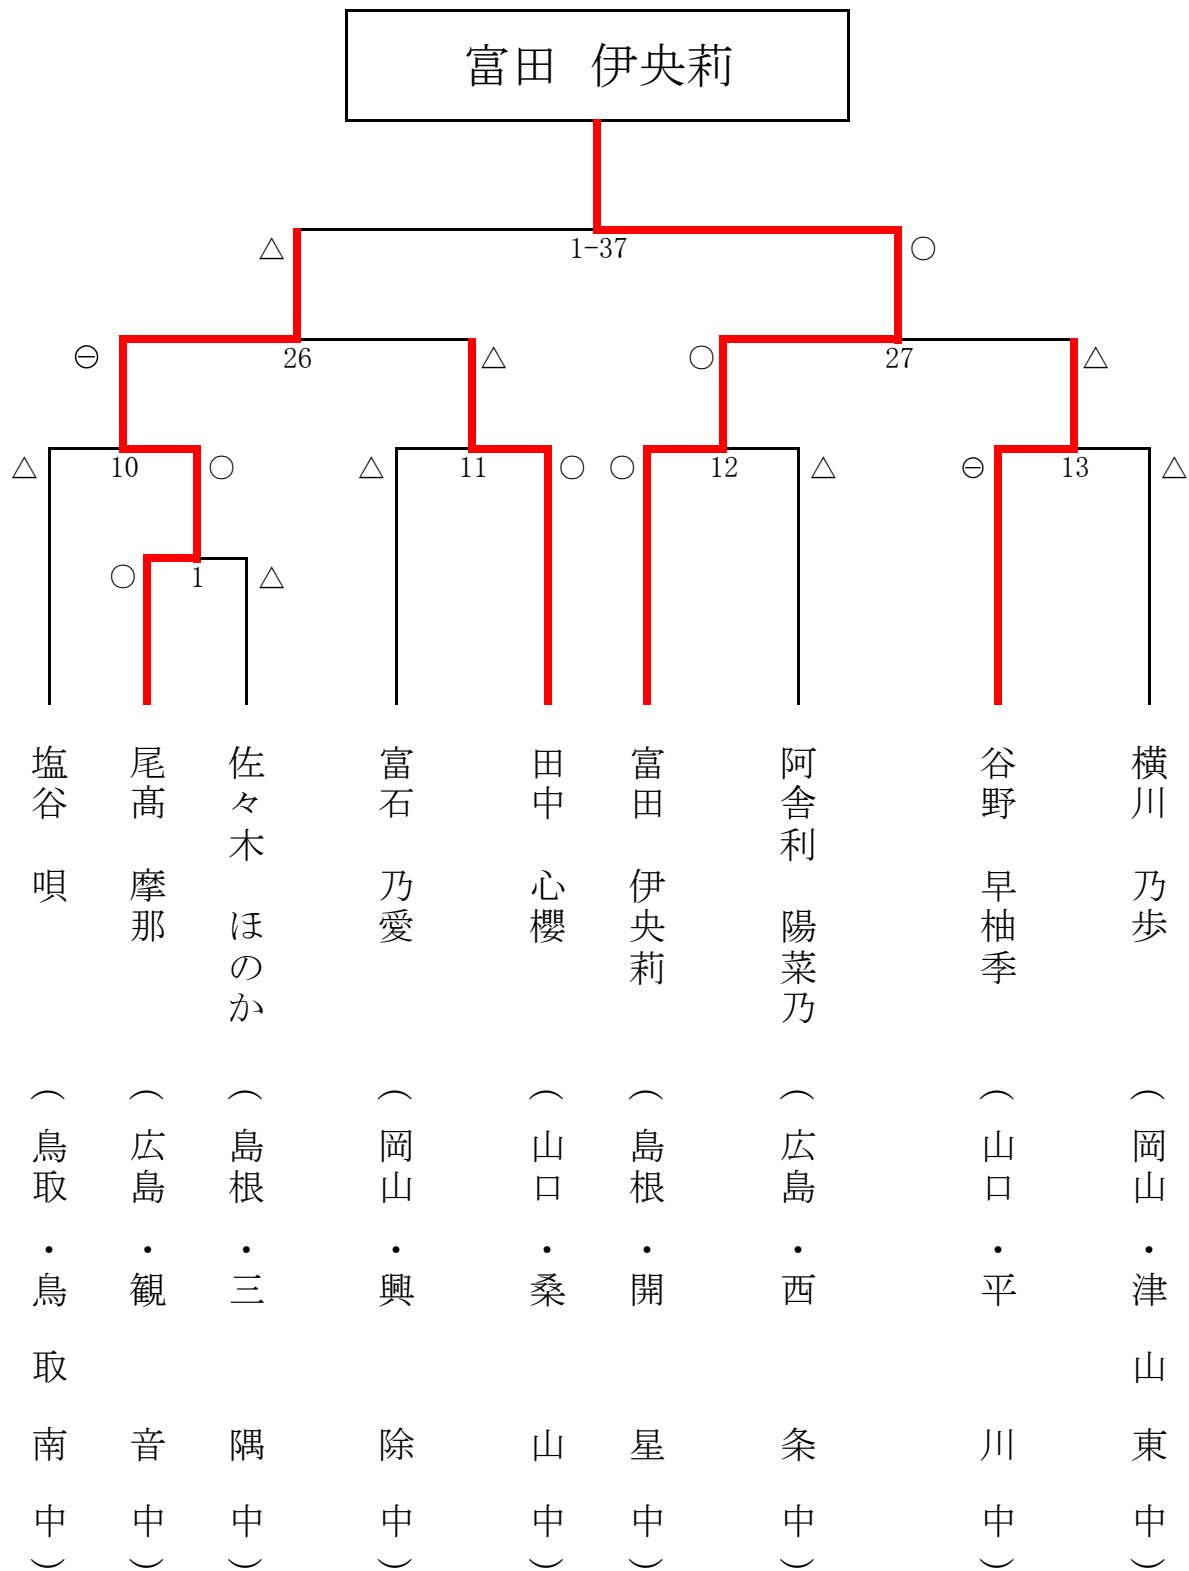 富田　伊央莉
△ 1-37 ○
㊀ 26 △ ○ 27 △
△ 10 ○ △ 11 ○ ○ 12 △ ㊀ 13 △
○ 1 △
塩谷　唄　（鳥取・鳥取南中）
尾髙　摩那　（広島・観音中）
佐々木　ほのか　（島根・三隅中）
富石　乃愛　（岡山・興除中）
田中　心櫻　（山口・桑山中）
富田　伊央莉　（島根・開星中）
阿舎利　陽菜乃　（広島・西条中）
谷野　早柚季　（山口・平川中）
横川　乃歩　（岡山・津山東中）